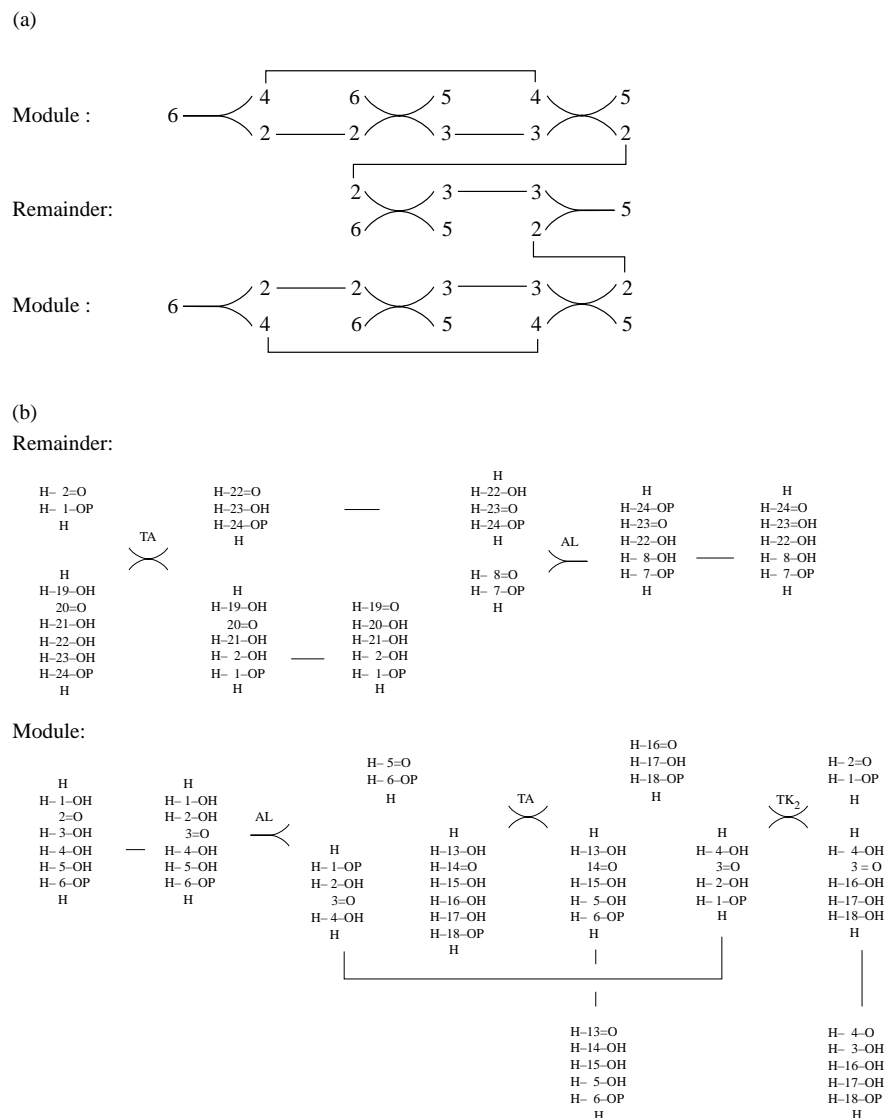 (a)
4 6 5 4 5
Module : 6
2 2 3 3 2
2 3 3
Remainder: 5
6 5 2
2 2 3 3 2
Module : 6
4 6 5 4 5
(b)
Remainder:
H– 2=O
H– 1–OP
H
TA
H
H–19–OH
20=O
H–21–OH
H–22–OH
H–23–OH
H–24–OP
H
H–22=O
H–23–OH
H–24–OP
H
H
H–19–OH
20=O
H–21–OH
H– 2–OH
H– 1–OP
H
H–19=O
H–20–OH
H–21–OH
H– 2–OH
H– 1–OP
H
H
H–22–OH
H–23=O
H–24–OP
H
H– 8=O
H– 7–OP
H
AL
H
H–24–OP
H–23=O
H–22–OH
H– 8–OH
H– 7–OP
H
H
H–24=O
H–23=OH
H–22–OH
H– 8–OH
H– 7–OP
H
Module:
H
H– 1–OH
2=O
H– 3–OH
H– 4–OH
H– 5–OH
H– 6–OP
H
H
H– 1–OH
H– 2–OH
3=O
H– 4–OH
H– 5–OH
H– 6–OP
H
AL
H– 5=O
H– 6–OP
H
H
H– 1–OP
H– 2–OH
3=O
H– 4–OH
H
H
H–13–OH
H–14=O
H–15–OH
H–16–OH
H–17–OH
H–18–OP
H
TA
H–16=O
H–17–OH
H–18–OP
H
H
H–13–OH
14=O
H–15–OH
H– 5–OH
H– 6–OP
H
H
H– 4–OH
3=O
H– 2–OH
H– 1–OP
H
TK2
H– 2=O
H– 1–OP
H
H
H– 4–OH
3 = O
H–16–OH
H–17–OH
H–18–OH
H
H–13=O
H–14–OH
H–15–OH
H– 5–OH
H– 6–OP
H
H– 4–O
H– 3–OH
H–16–OH
H–17–OH
H–18–OP
H